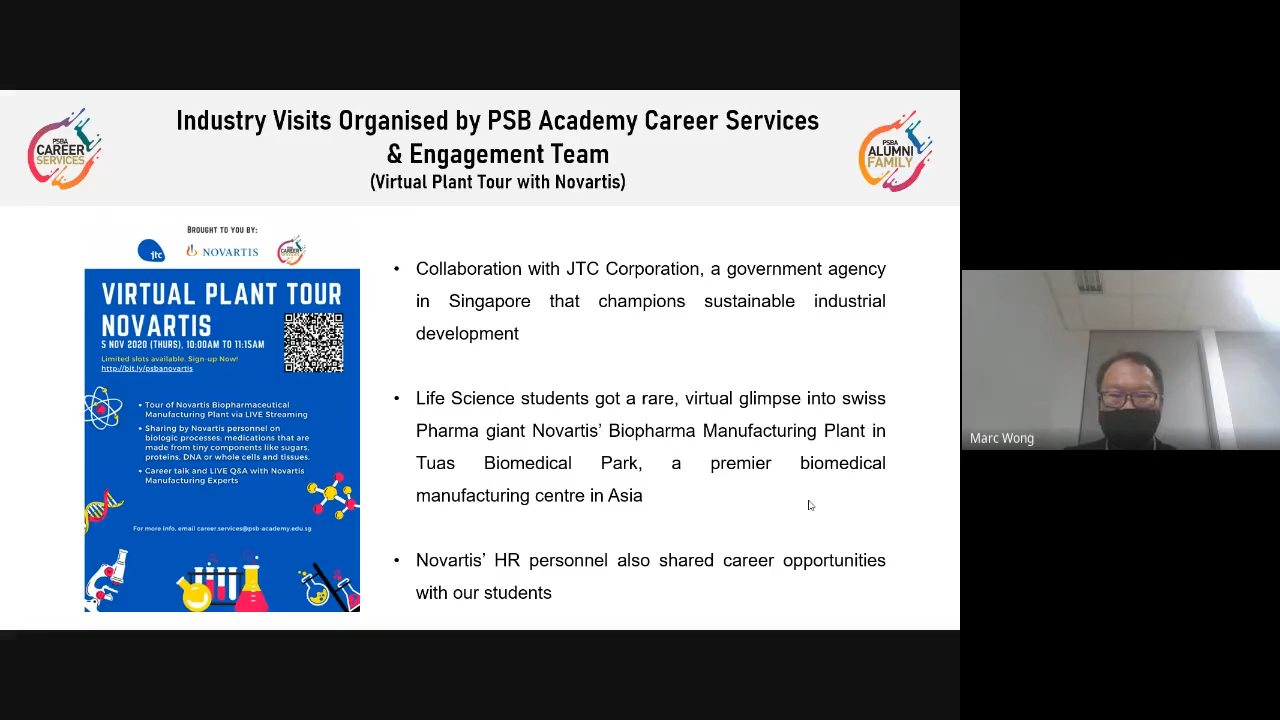 PSBA
CAREER
SERVICES
Industry Visits Organised by PSB Academy Career Services
& Engagement Team
(Virtual Plant Tour with Novartis)
PSBA
ALUMNI
FAMILY
BROUGHT TO YOU BY:
jtc
NOVARTIS
PSBA
CAREER
SERVICES
VIRTUAL PLANT TOUR
NOVARTIS
5 NOV 2020 (THURS), 10:00AM TO 11:15AM
Limited slots available. Sign-up Now!
http://bit.ly/psbanovartis
• Tour of Novartis Biopharmaceutical
Manufacturing Plant via LIVE Streaming
• Sharing by Novartis personnel on
biologic processes: medications that are
made from tiny components like sugars,
proteins, DNA or whole cells and tissues.
• Career talk and LIVE Q&A with Novartis
Manufacturing Experts
For more info, email career.services@psb-academy.edu.sg
• Collaboration with JTC Corporation, a government agency
in Singapore that champions sustainable industrial
development
• Life Science students got a rare, virtual glimpse into swiss
Pharma giant Novartis’ Biopharma Manufacturing Plant in
Tuas Biomedical Park, a premier biomedical
manufacturing centre in Asia
• Novartis’ HR personnel also shared career opportunities
with our students
Marc Wong